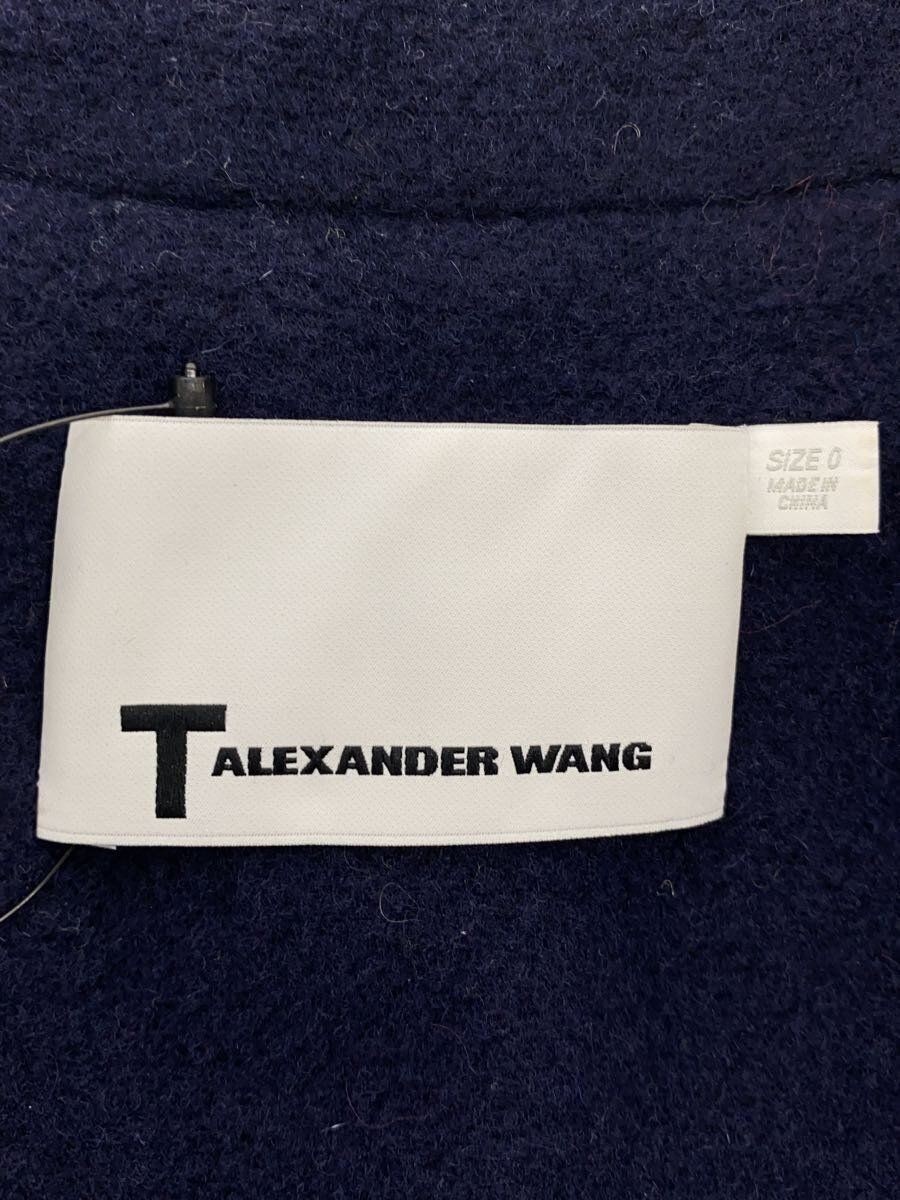 SIZE 0
MADE IN
CHINA
T ALEXANDER WANG